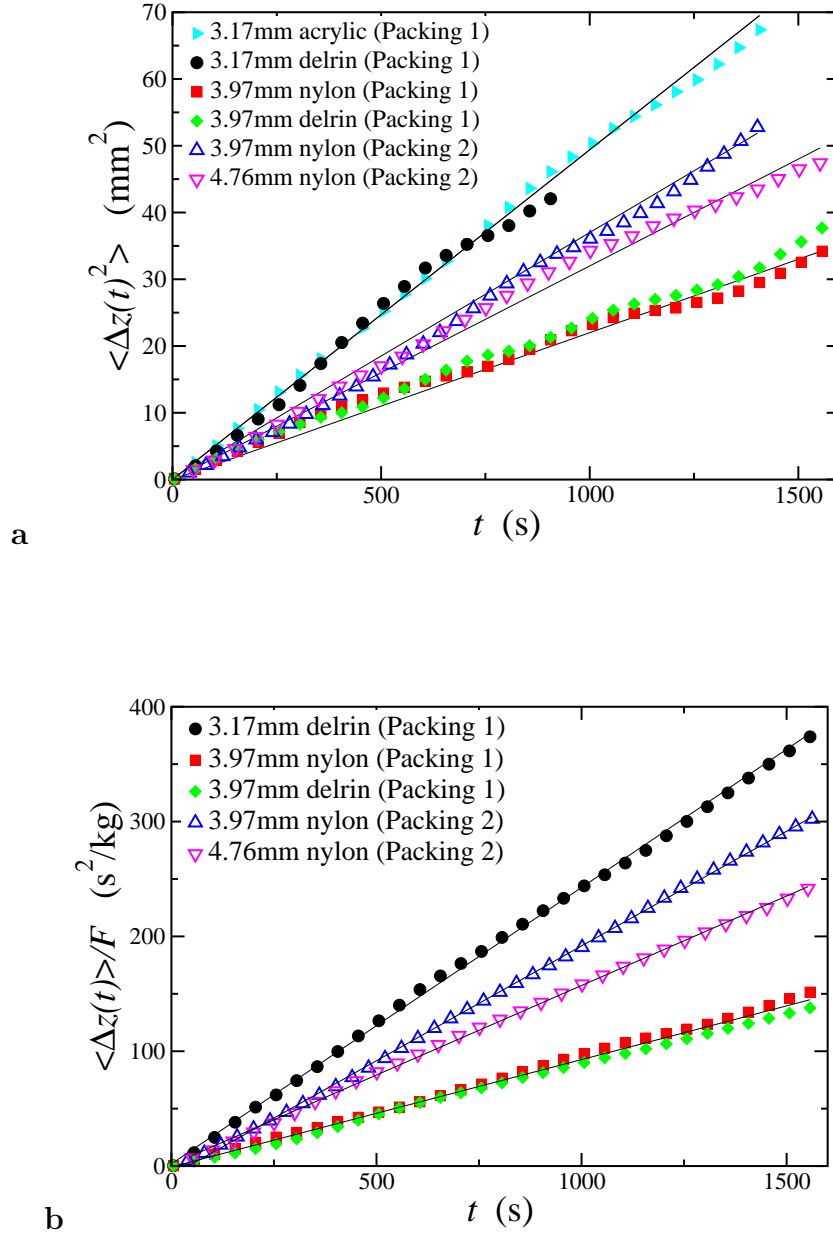 70
60
50
40
30
20
10
0
<Δz(t)²> (mm²)
3.17mm acrylic (Packing 1)
3.17mm delrin (Packing 1)
3.97mm nylon (Packing 1)
3.97mm delrin (Packing 1)
3.97mm nylon (Packing 2)
4.76mm nylon (Packing 2)
0 500 1000 1500
t (s)
a
400
300
200
100
0
<Δz(t)>/F (s²/kg)
3.17mm delrin (Packing 1)
3.97mm nylon (Packing 1)
3.97mm delrin (Packing 1)
3.97mm nylon (Packing 2)
4.76mm nylon (Packing 2)
0 500 1000 1500
t (s)
b